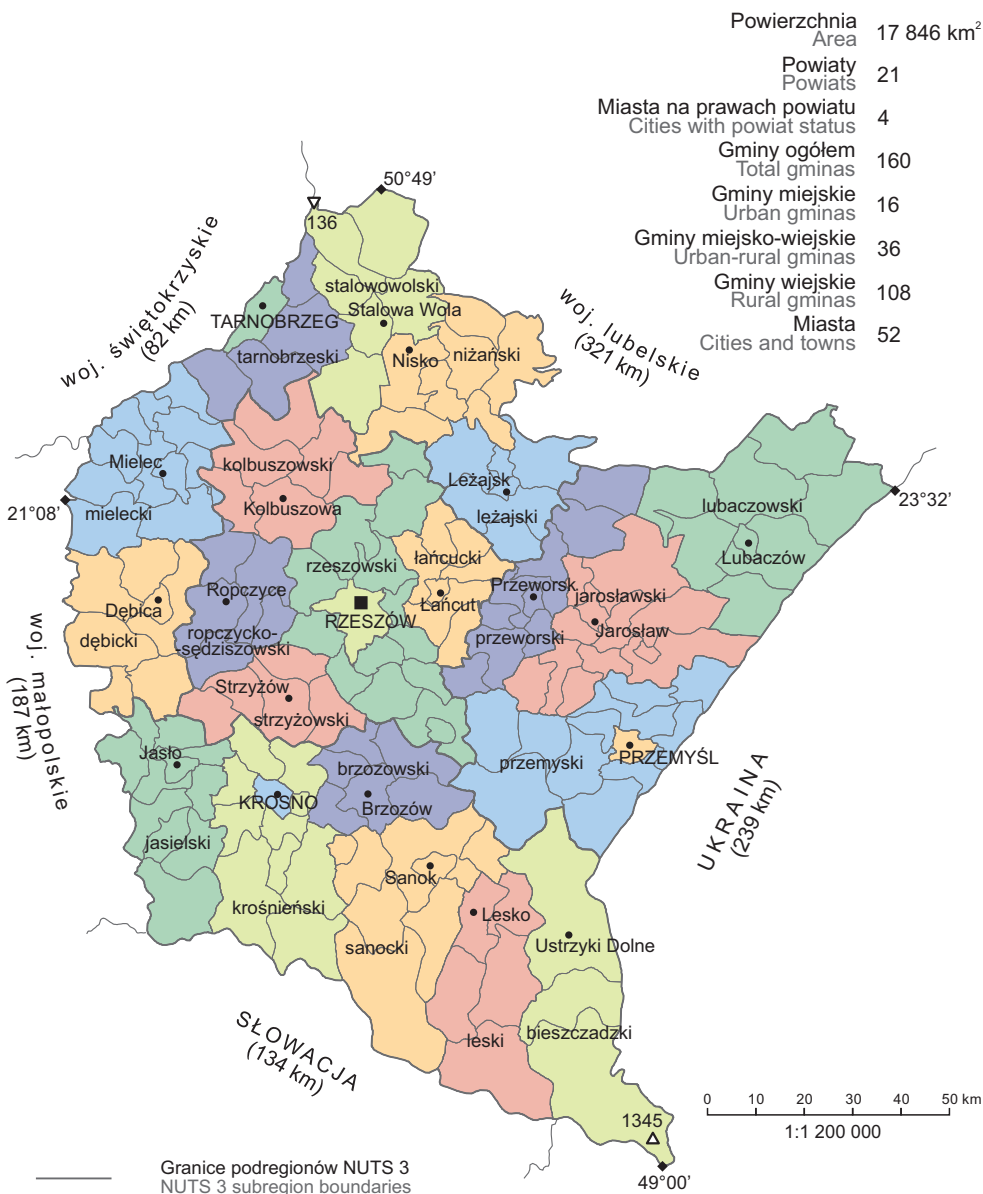 Powierzchnia
Area
17 846 km²
Powiaty
Powiats
21
Miasta na prawach powiatu
Cities with powiat status
4
Gminy ogółem
Total gminas
160
Gminy miejskie
Urban gminas
16
Gminy miejsko-wiejskie
Urban-rural gminas
36
Gminy wiejskie
Rural gminas
108
Miasta
Cities and towns
52
50°49'
136
woj. świętokrzyskie
(82 km)
stalowowolski
Stalowa Wola
TARNOBRZEG
tarnobrzeski
Nisko
niżański
woj. lubelskie
(321 km)
Mielec
mielecki
21°08'
kolbuszowski
Kolbuszowa
Leżajsk
leżajski
lubaczowski
Lubaczów
23°32'
rzeszowski
RZESZÓW
łańcucki
Łańcut
Przeworsk
przeworski
jarosławski
Jarosław
Dębica
dębicki
Ropczyce
ropczycko-
-sędziszowski
woj. małopolskie
(187 km)
Strzyżów
strzyżowski
Jasło
jasielski
KROSNO
krośnieński
brzozowski
Brzozów
przemyski
PRZEMYŚL
UKRAINA
(239 km)
Sanok
sanocki
Lesko
leski
Ustrzyki Dolne
bieszczadzki
SŁOWACJA
(134 km)
1345
49°00'
0 10 20 30 40 50 km
1:1 200 000
Granice podregionów NUTS 3
NUTS 3 subregion boundaries